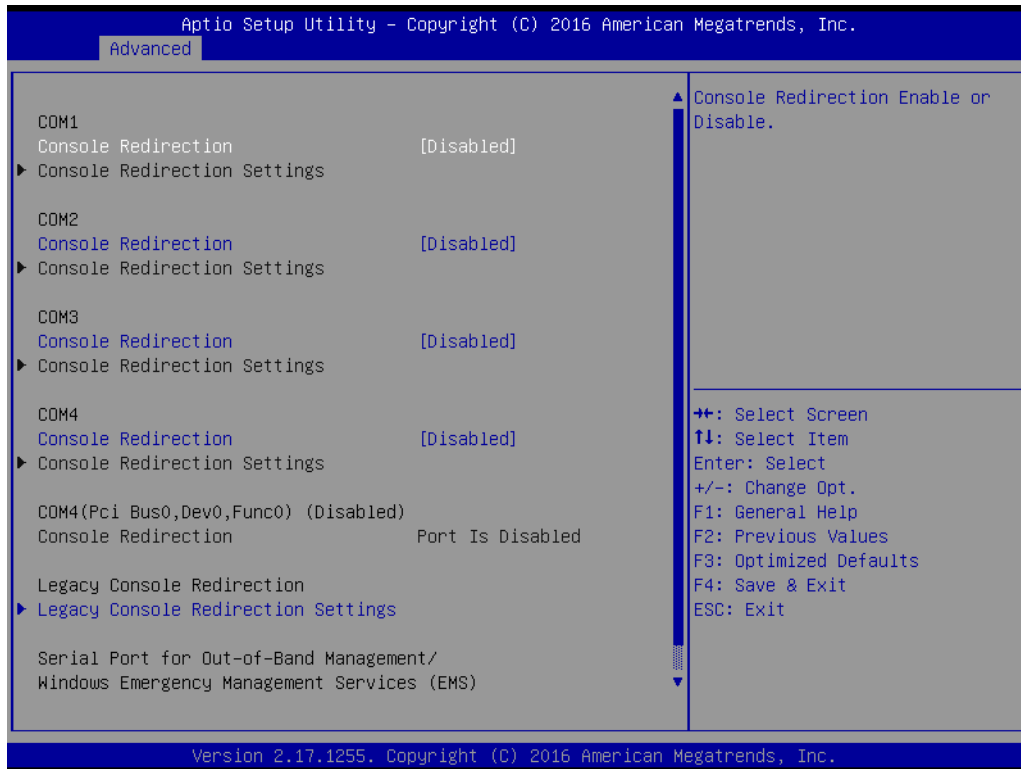 Aptio Setup Utility – Copyright (C) 2016 American Megatrends, Inc.
Advanced
COM1
Console Redirection [Disabled]
▶ Console Redirection Settings
COM2
Console Redirection [Disabled]
▶ Console Redirection Settings
COM3
Console Redirection [Disabled]
▶ Console Redirection Settings
COM4
Console Redirection [Disabled]
▶ Console Redirection Settings
COM4(Pci Bus0,Dev0,Func0) (Disabled)
Console Redirection Port Is Disabled
Legacy Console Redirection
▶ Legacy Console Redirection Settings
Serial Port for Out–of–Band Management/
Windows Emergency Management Services (EMS)
Console Redirection Enable or
Disable.
→←: Select Screen
↑↓: Select Item
Enter: Select
+/–: Change Opt.
F1: General Help
F2: Previous Values
F3: Optimized Defaults
F4: Save & Exit
ESC: Exit
Version 2.17.1255. Copyright (C) 2016 American Megatrends, Inc.